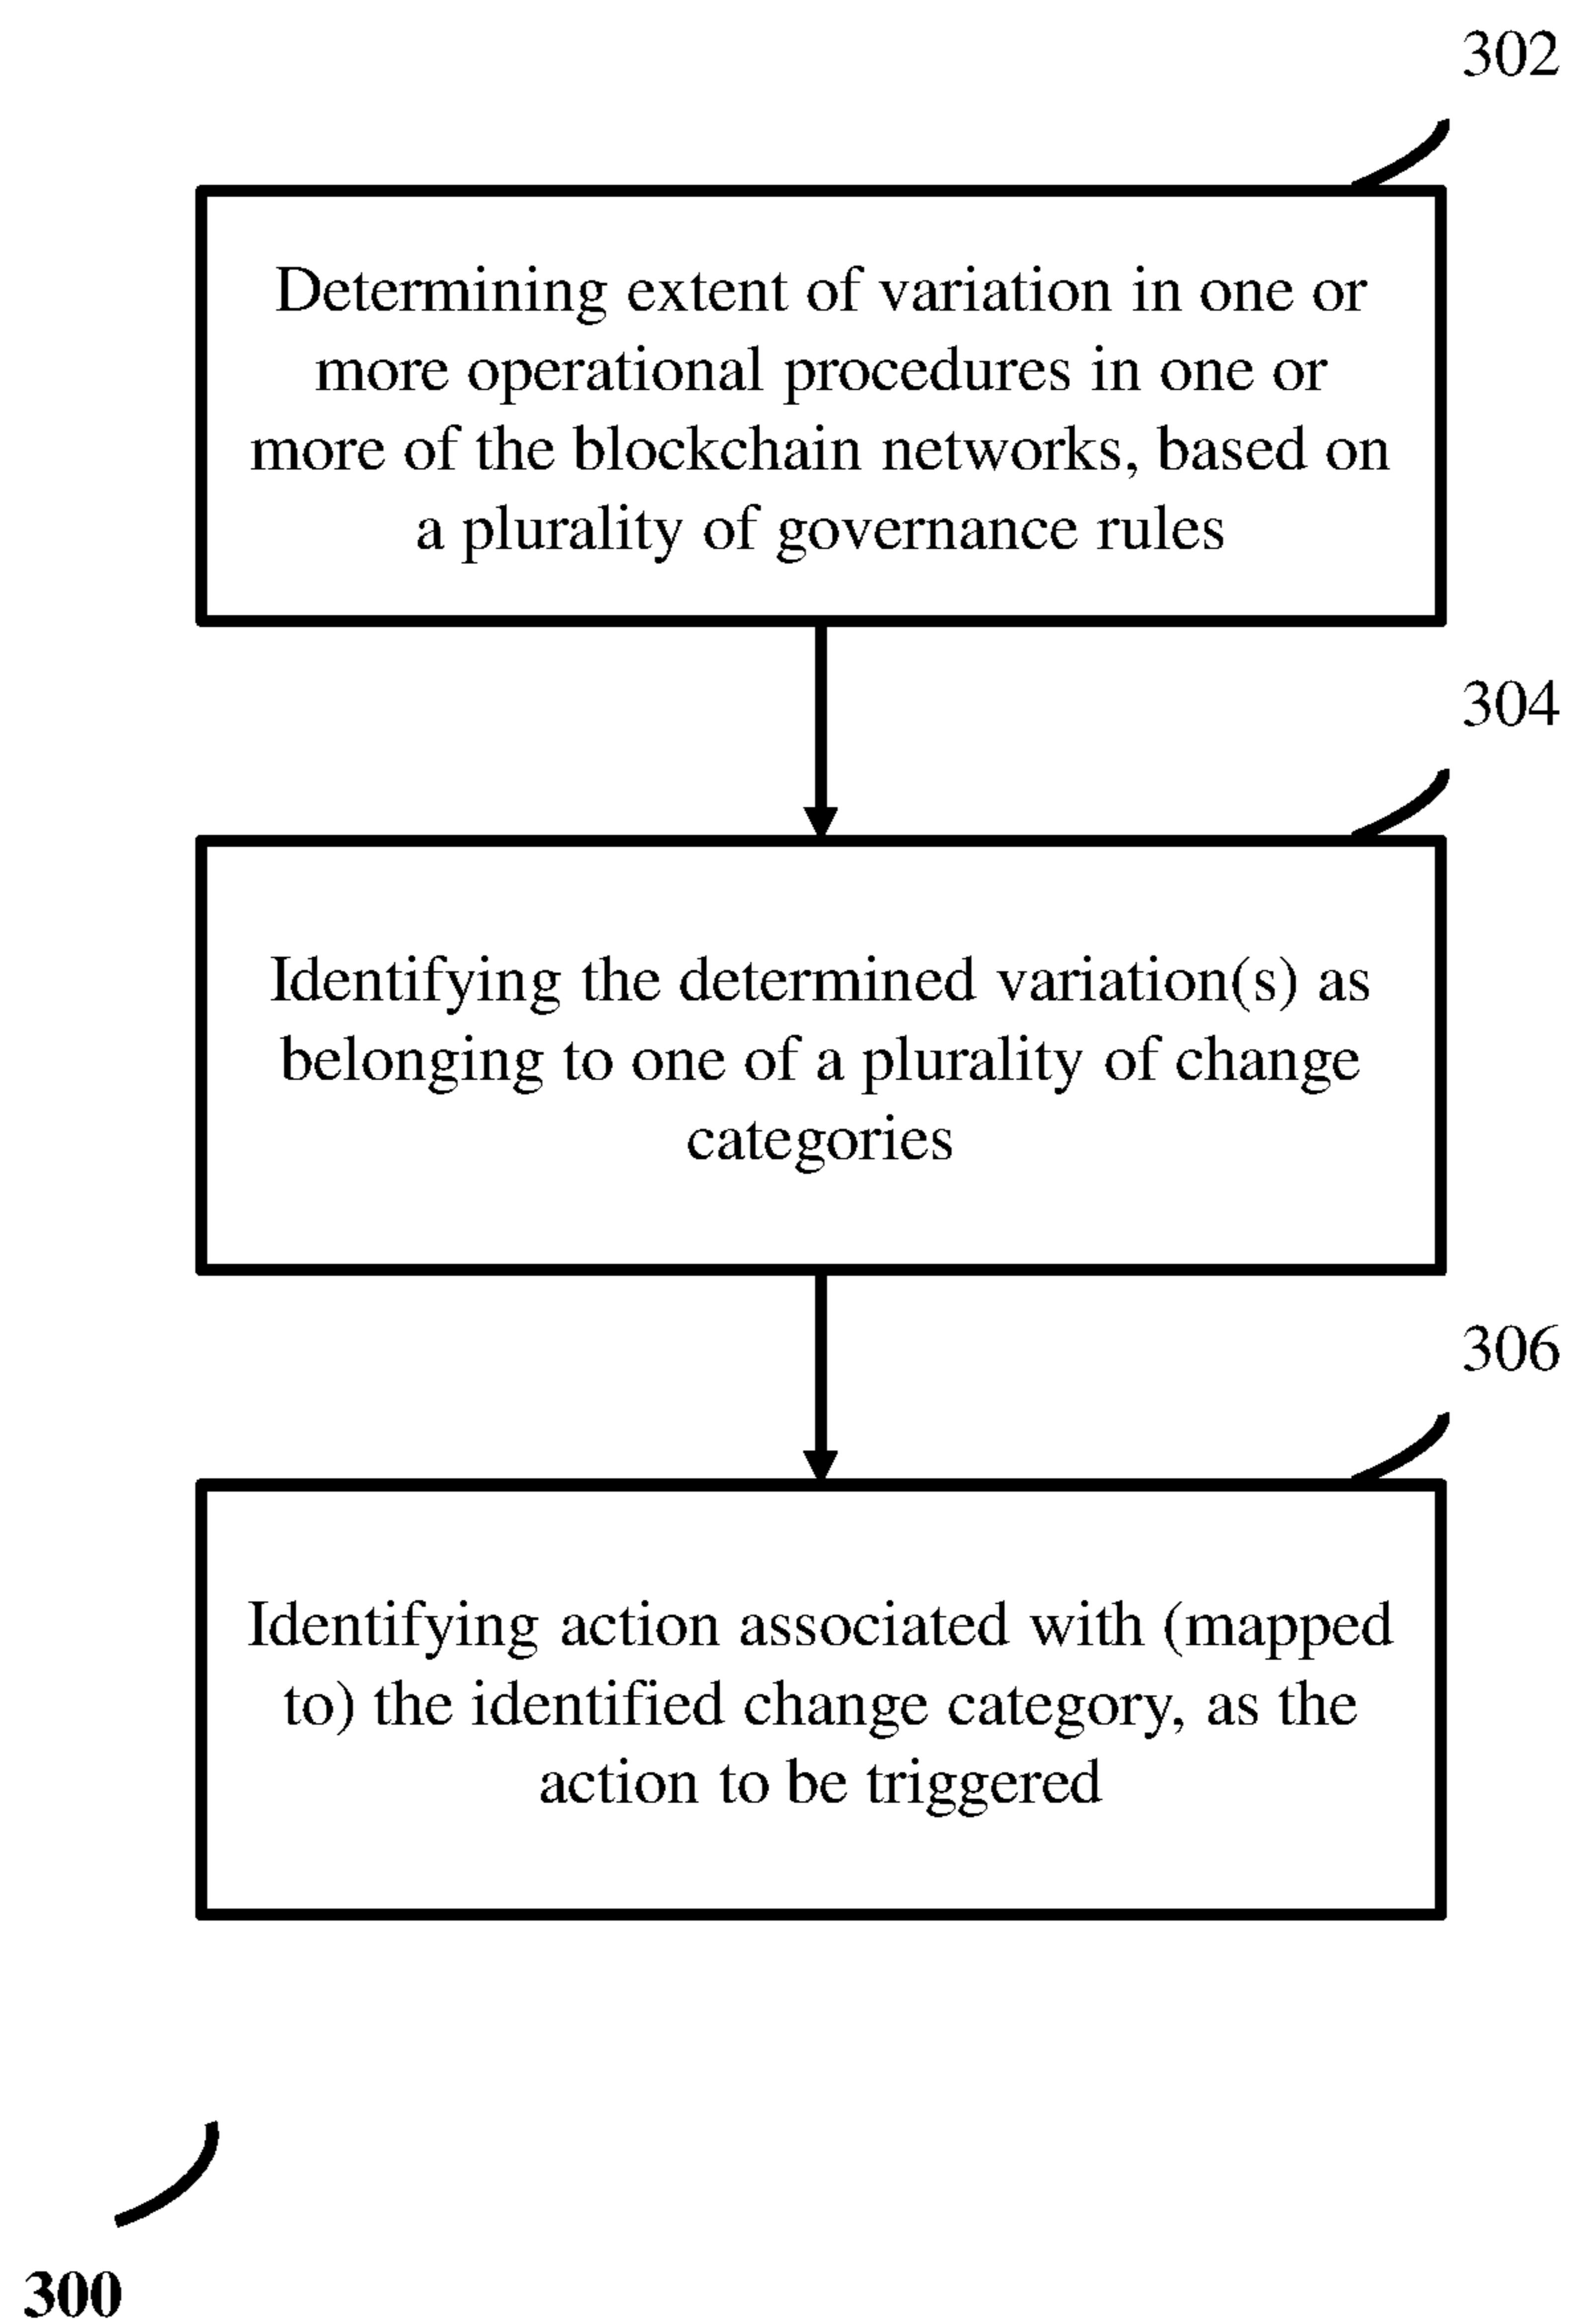 302
Determining extent of variation in one or
more operational procedures in one or
more of the blockchain networks, based on
a plurality of governance rules
304
Identifying the determined variation(s) as
belonging to one of a plurality of change
categories
306
Identifying action associated with (mapped
to) the identified change category, as the
action to be triggered
300